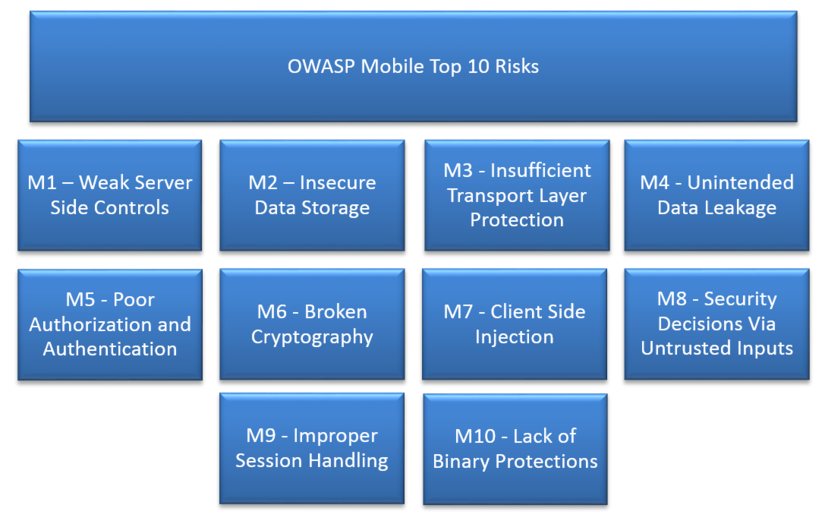 OWASP Mobile Top 10 Risks
M1 – Weak Server
Side Controls
M2 – Insecure
Data Storage
M3 - Insufficient
Transport Layer
Protection
M4 - Unintended
Data Leakage
M5 - Poor
Authorization and
Authentication
M6 - Broken
Cryptography
M7 - Client Side
Injection
M8 - Security
Decisions Via
Untrusted Inputs
M9 - Improper
Session Handling
M10 - Lack of
Binary Protections